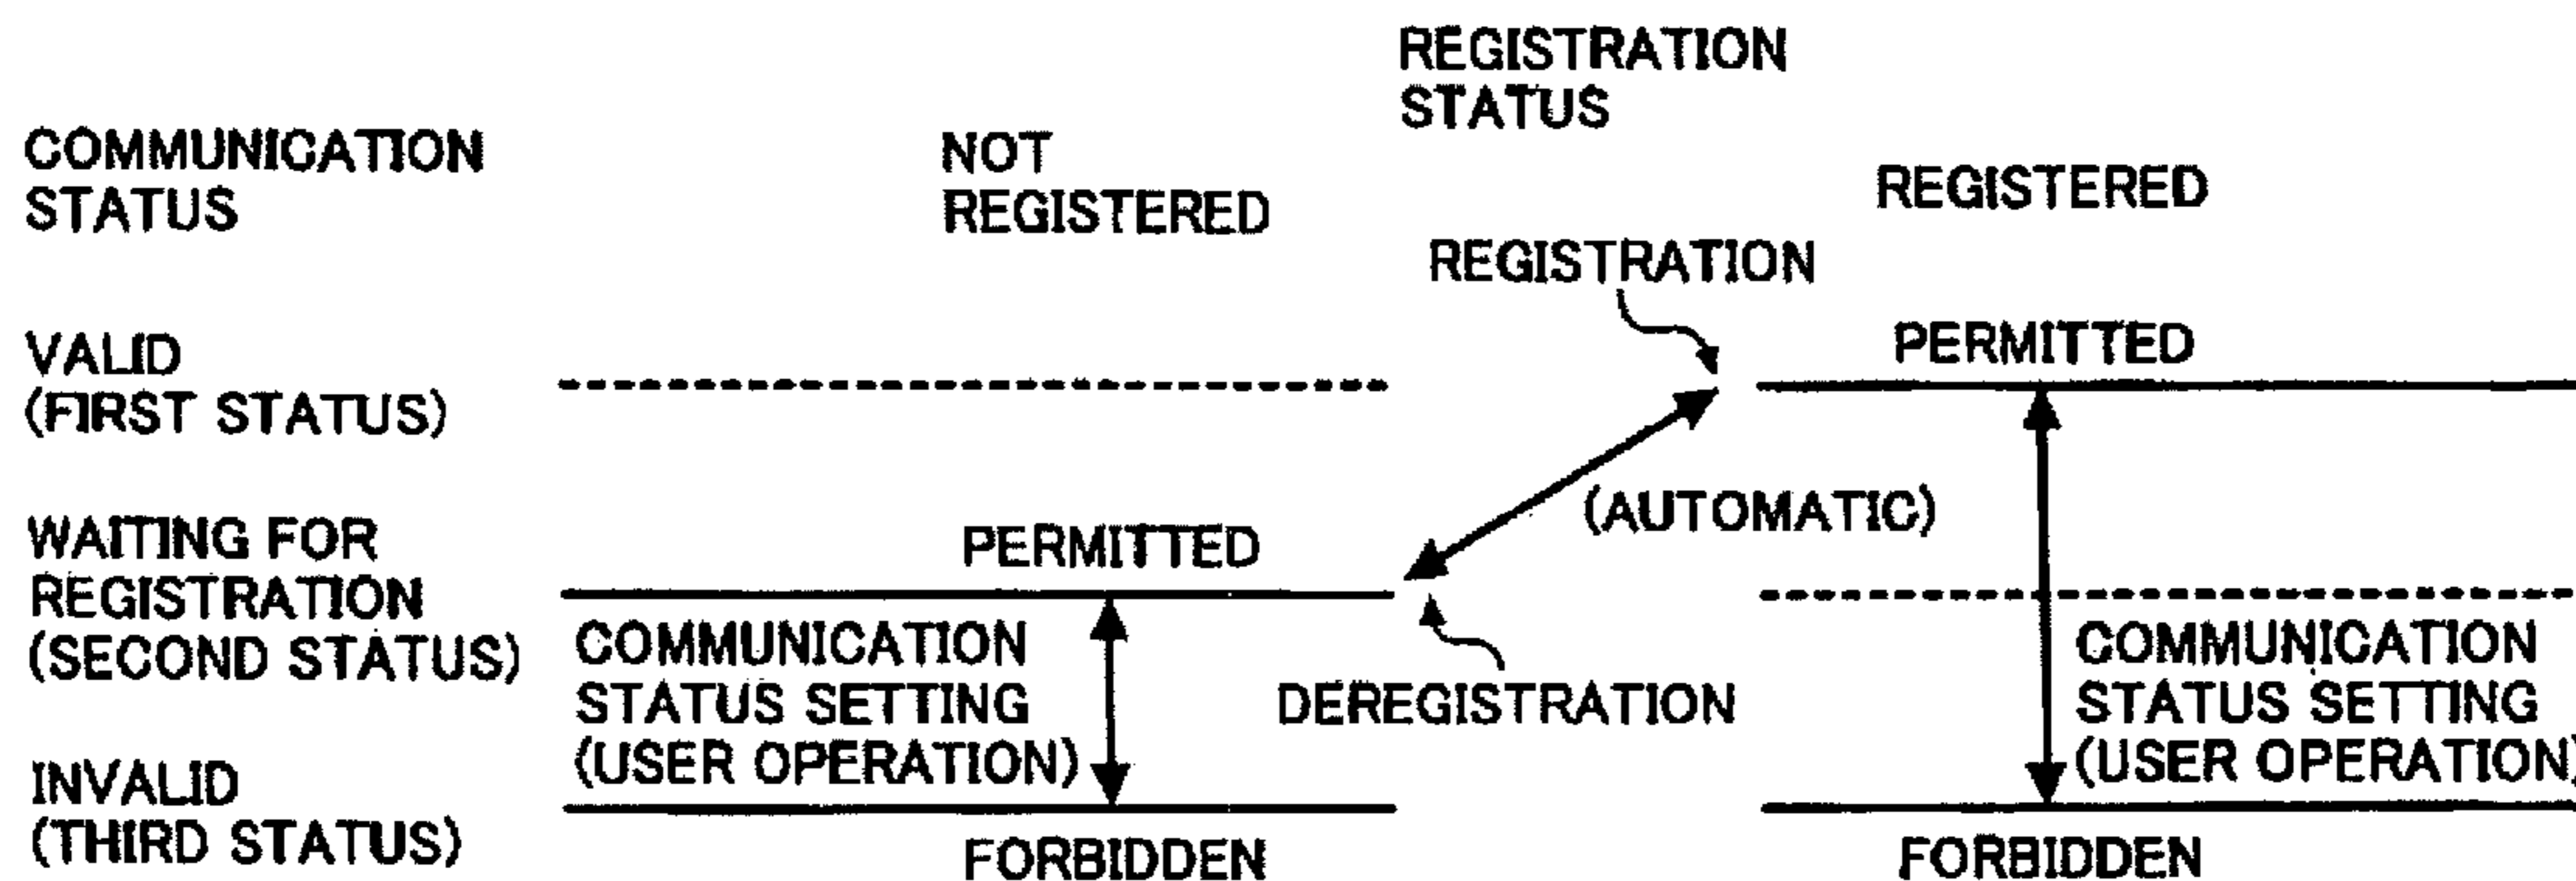 REGISTRATION
STATUS
COMMUNICATION
STATUS
NOT
REGISTERED
REGISTERED
REGISTRATION
VALID
(FIRST STATUS)
PERMITTED
(AUTOMATIC)
WAITING FOR
REGISTRATION
(SECOND STATUS)
PERMITTED
COMMUNICATION
STATUS SETTING
(USER OPERATION)
DEREGISTRATION
COMMUNICATION
STATUS SETTING
(USER OPERATION)
INVALID
(THIRD STATUS)
FORBIDDEN
FORBIDDEN